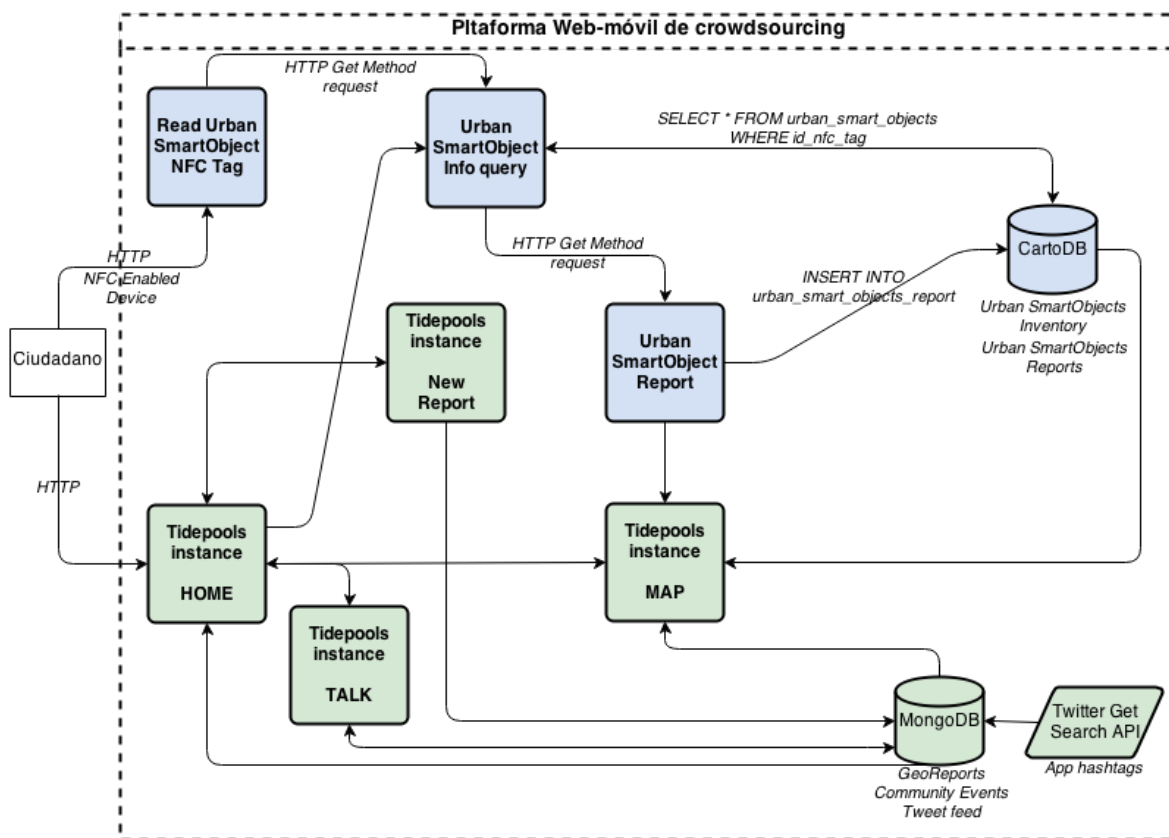 Pltaforma Web-móvil de crowdsourcing
HTTP Get Method
request
Read Urban
SmartObject
NFC Tag
Urban
SmartObject
Info query
SELECT * FROM urban_smart_objects
WHERE id_nfc_tag
HTTP
NFC Enabled
Device
HTTP Get Method
request
CartoDB
INSERT INTO
urban_smart_objects_report
Urban SmartObjects
Inventory
Urban SmartObjects
Reports
Ciudadano
Tidepools
instance
New
Report
Urban
SmartObject
Report
HTTP
Tidepools
instance
HOME
Tidepools
instance
MAP
Tidepools
instance
TALK
MongoDB
Twitter Get
Search API
GeoReports
Community Events
Tweet feed
App hashtags